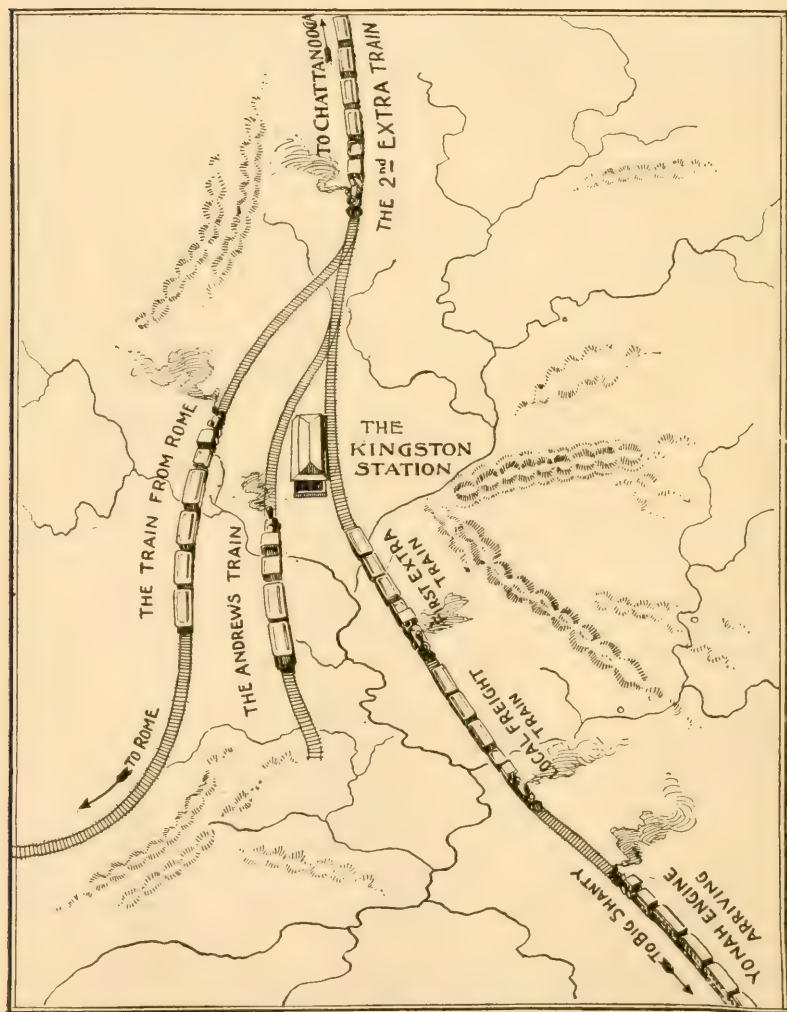 TO CHATTANOOGA
THE 2nd EXTRA TRAIN
THE TRAIN FROM ROME
THE
KINGSTON
STATION
THE ANDREWS TRAIN
FIRST EXTRA
TRAIN
TO ROME
LOCAL FREIGHT
TRAIN
TO BIG SHANTY
YONAH ENGINE
ARRIVING